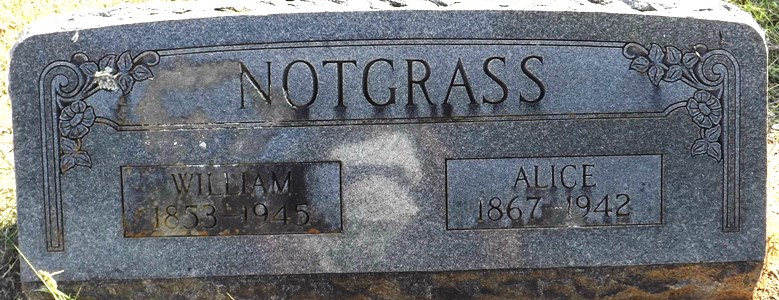 NOTGRASS
WILLIAM
1853-1945
ALICE
1867-1942